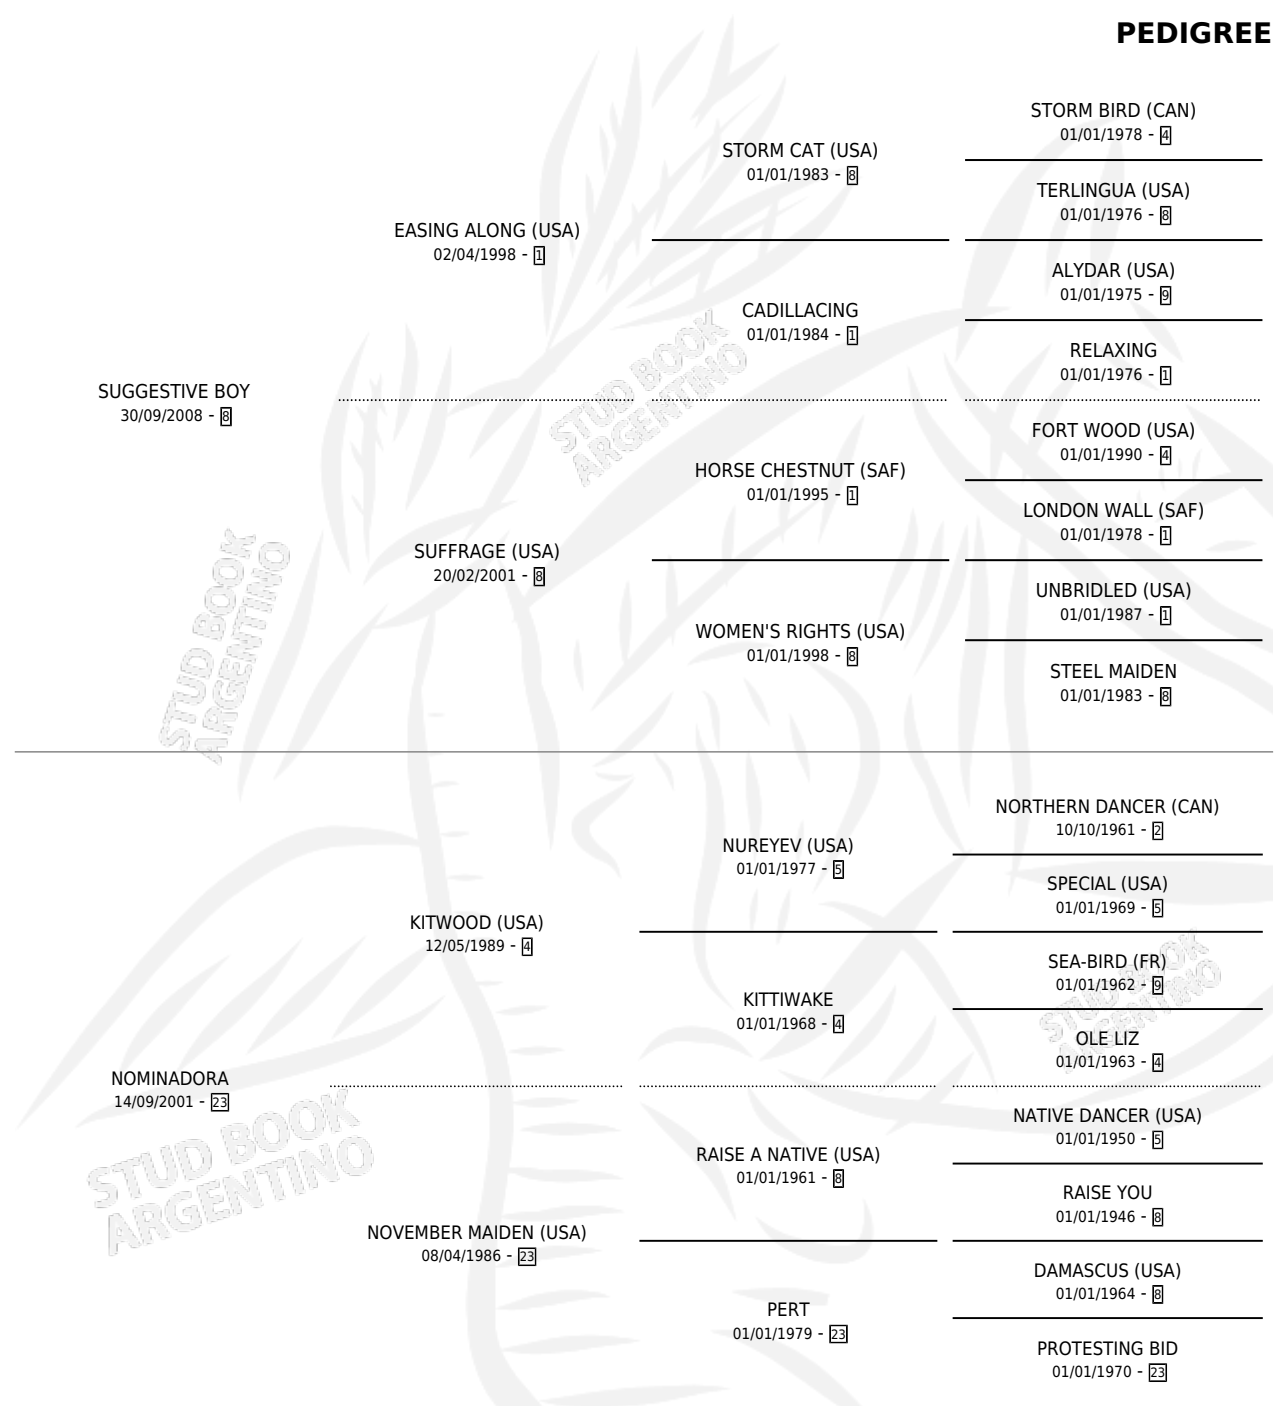 PEDIGREE
STORM BIRD (CAN)
01/01/1978 - 4
STORM CAT (USA)
01/01/1983 - 8
TERLINGUA (USA)
01/01/1976 - 8
EASING ALONG (USA)
02/04/1998 - 1
ALYDAR (USA)
01/01/1975 - 9
CADILLACING
01/01/1984 - 1
RELAXING
01/01/1976 - 1
SUGGESTIVE BOY
30/09/2008 - 8
FORT WOOD (USA)
01/01/1990 - 4
HORSE CHESTNUT (SAF)
01/01/1995 - 1
LONDON WALL (SAF)
01/01/1978 - 1
SUFFRAGE (USA)
20/02/2001 - 8
UNBRIDLED (USA)
01/01/1987 - 1
WOMEN'S RIGHTS (USA)
01/01/1998 - 8
STEEL MAIDEN
01/01/1983 - 8
NORTHERN DANCER (CAN)
10/10/1961 - 2
NUREYEV (USA)
01/01/1977 - 5
SPECIAL (USA)
01/01/1969 - 5
KITWOOD (USA)
12/05/1989 - 4
SEA-BIRD (FR)
01/01/1962 - 9
KITTIWAKE
01/01/1968 - 4
OLE LIZ
01/01/1963 - 4
NOMINADORA
14/09/2001 - 23
NATIVE DANCER (USA)
01/01/1950 - 5
RAISE A NATIVE (USA)
01/01/1961 - 8
RAISE YOU
01/01/1946 - 8
NOVEMBER MAIDEN (USA)
08/04/1986 - 23
DAMASCUS (USA)
01/01/1964 - 8
PERT
01/01/1979 - 23
PROTESTING BID
01/01/1970 - 23
STUD BOOK
ARGENTINO
STUD BOOK
ARGENTINO
STUD BOOK
ARGENTINO
STUD BOOK
ARGENTINO